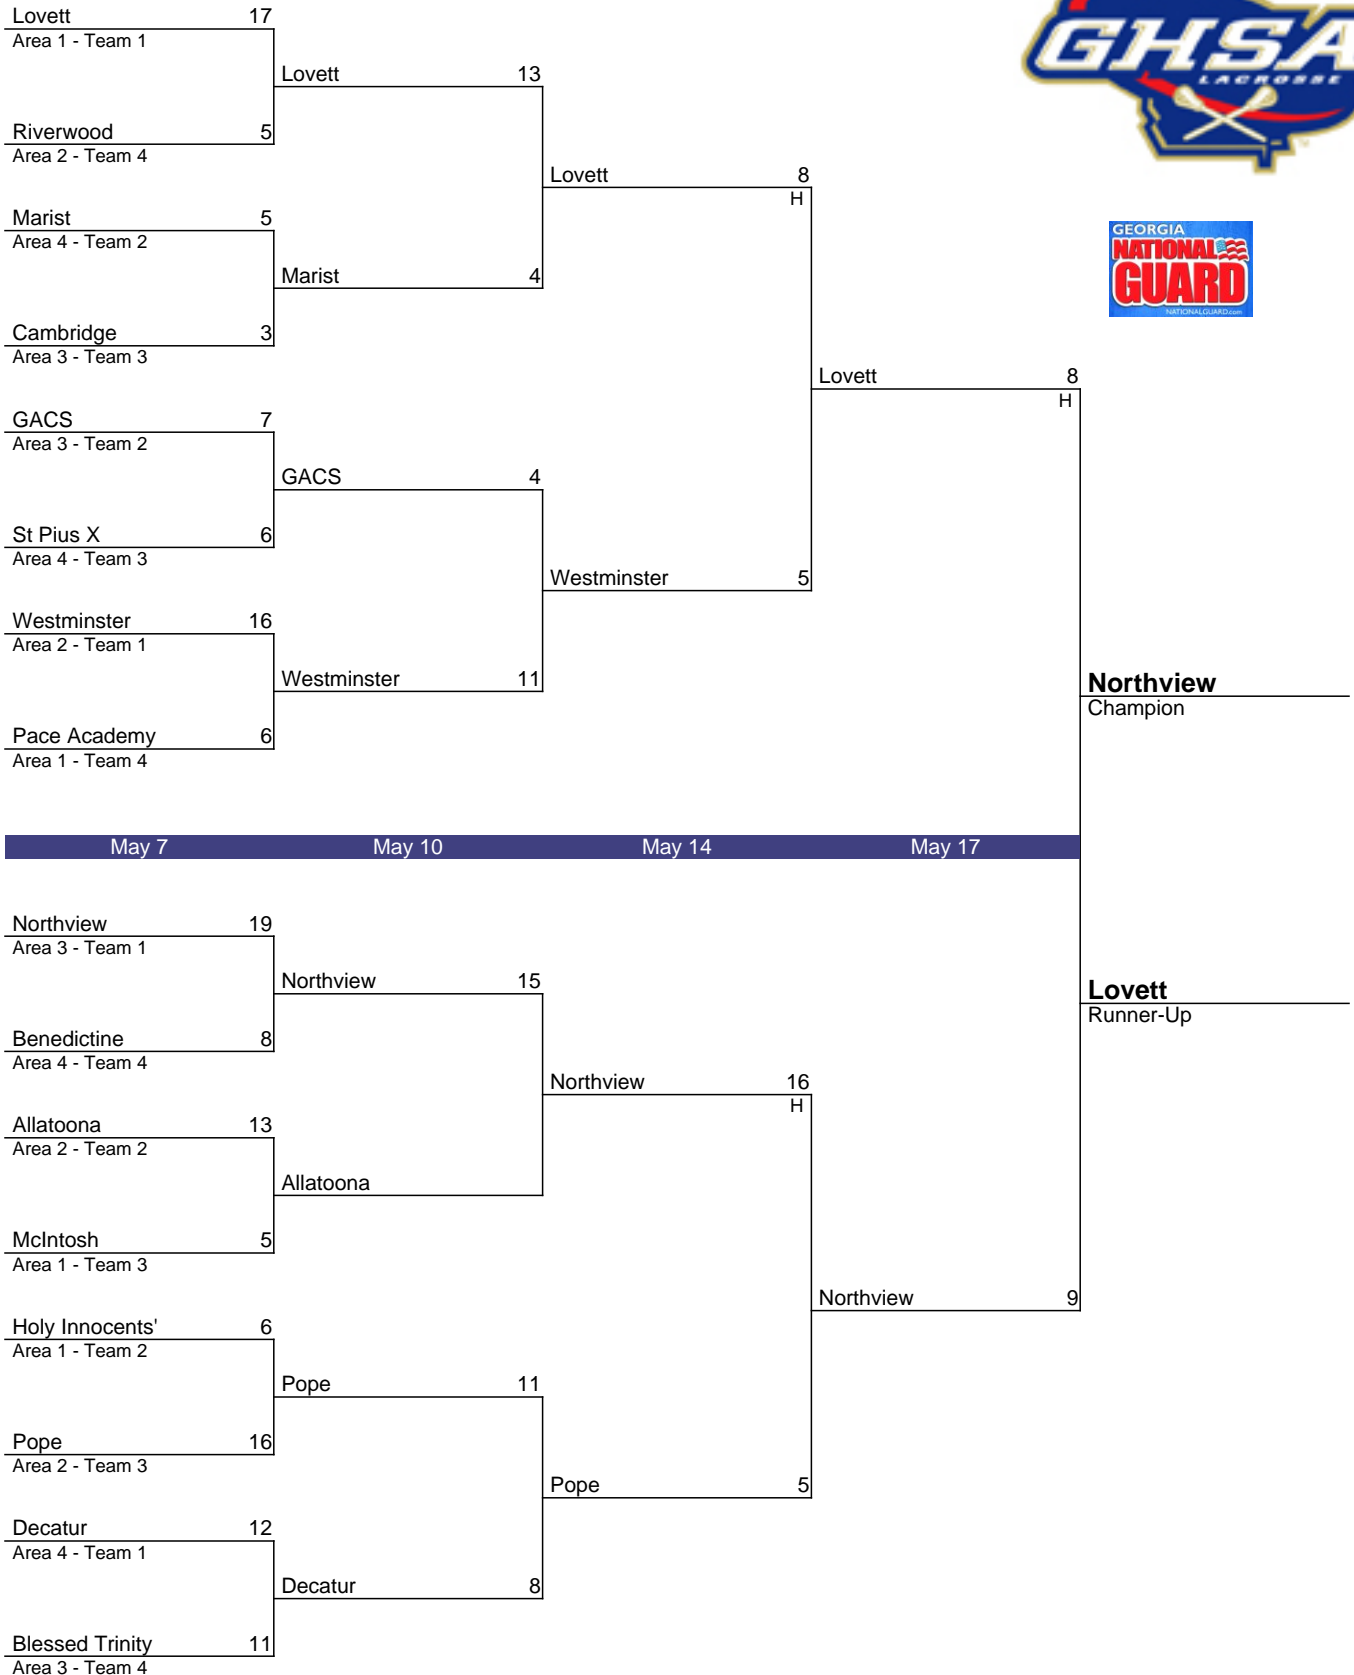 GHSA
LACROSSE
TM
GEORGIA
NATIONAL
GUARD
NATIONALGUARD.com
Lovett 17
Area 1 - Team 1
Lovett 13
Riverwood 5
Area 2 - Team 4
Lovett 8
H
Marist 5
Area 4 - Team 2
Marist 4
Cambridge 3
Area 3 - Team 3
Lovett 8
H
GACS 7
Area 3 - Team 2
GACS 4
St Pius X 6
Area 4 - Team 3
Westminster 5
Westminster 16
Area 2 - Team 1
Westminster 11
Northview
Champion
Pace Academy 6
Area 1 - Team 4
May 7 May 10 May 14 May 17
Northview 19
Area 3 - Team 1
Northview 15
Lovett
Runner-Up
Benedictine 8
Area 4 - Team 4
Northview 16
H
Allatoona 13
Area 2 - Team 2
Allatoona
McIntosh 5
Area 1 - Team 3
Northview 9
Holy Innocents' 6
Area 1 - Team 2
Pope 11
Pope 16
Area 2 - Team 3
Pope 5
Decatur 12
Area 4 - Team 1
Decatur 8
Blessed Trinity 11
Area 3 - Team 4